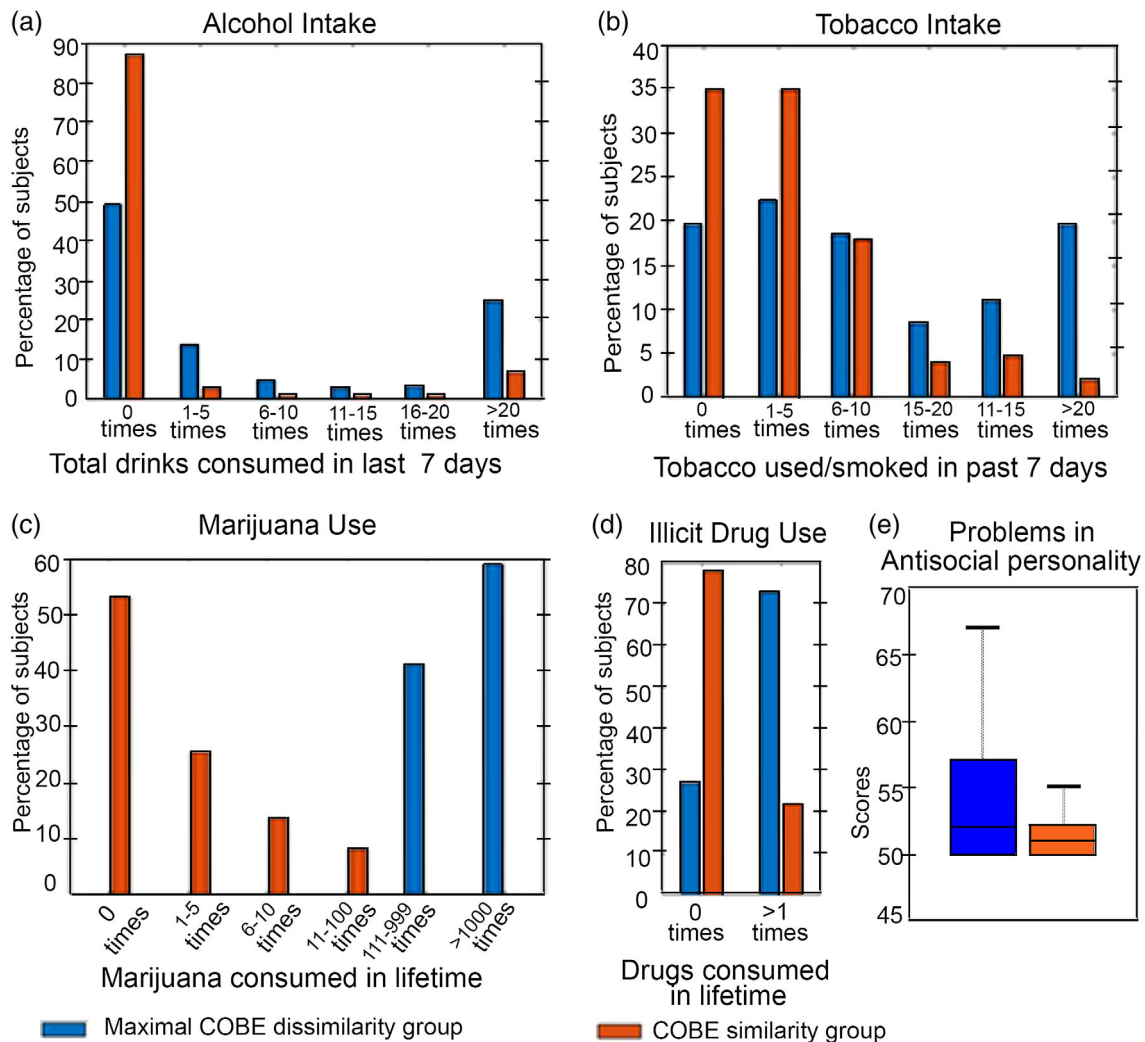 (a) Alcohol Intake
90
80
70
60
50
40
30
20
10
0
Percentage of subjects
0 times
1-5 times
6-10 times
11-15 times
16-20 times
>20 times
Total drinks consumed in last 7 days
(b) Tobacco Intake
40
35
30
25
20
15
10
5
0
Percentage of subjects
0 times
1-5 times
6-10 times
15-20 times
11-15 times
>20 times
Tobacco used/smoked in past 7 days
(c) Marijuana Use
60
50
40
30
20
10
0
Percentage of subjects
0 times
1-5 times
6-10 times
11-100 times
111-999 times
>1000 times
Marijuana consumed in lifetime
(d) Illicit Drug Use
80
70
60
50
40
30
20
10
0
Percentage of subjects
0 times
>1 times
Drugs consumed
in lifetime
(e) Problems in
Antisocial personality
70
65
60
55
50
45
Scores
Maximal COBE dissimilarity group
COBE similarity group